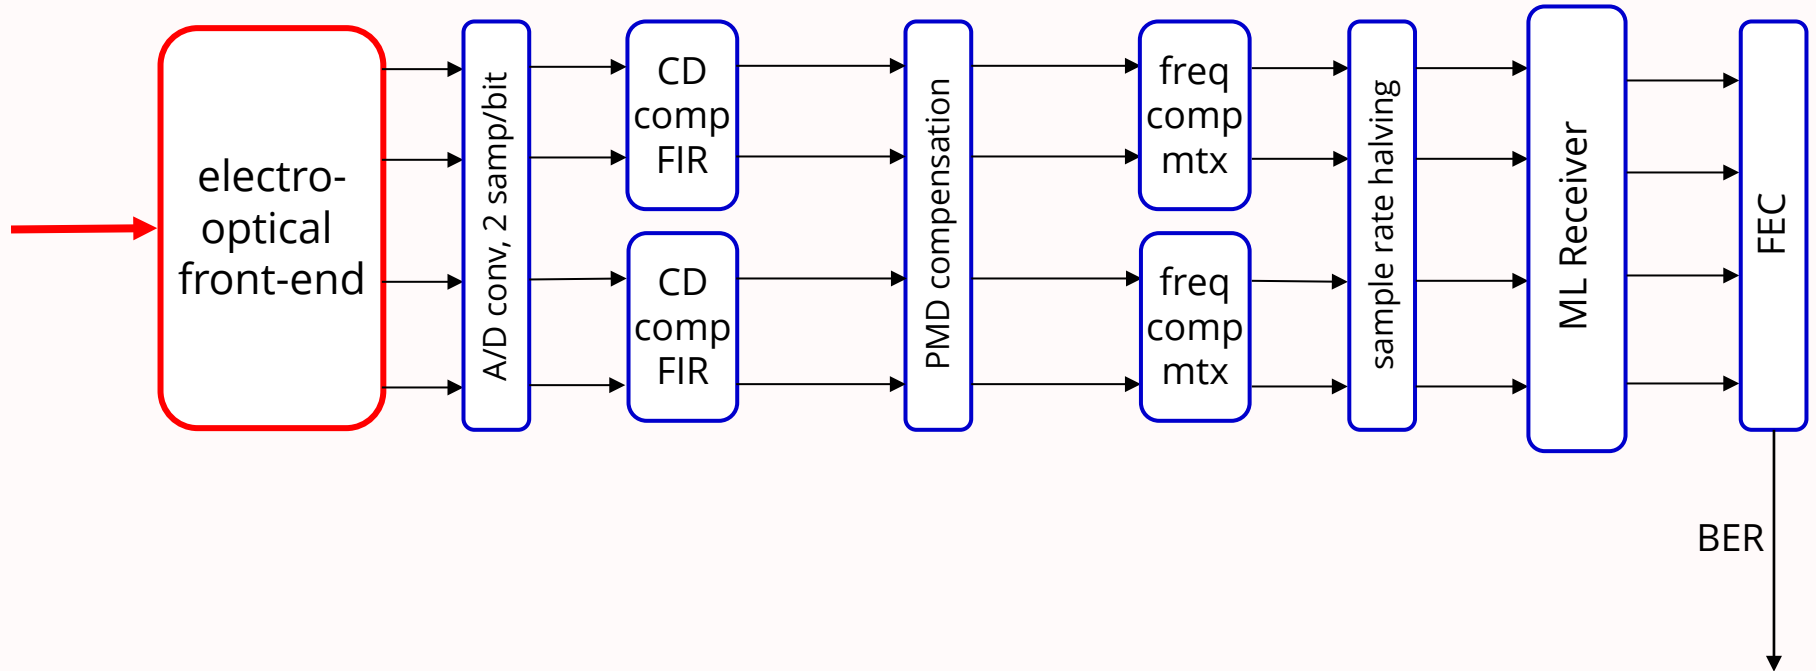 electro-
optical
front-end
A/D conv, 2 samp/bit
CD
comp
FIR
CD
comp
FIR
PMD compensation
freq
comp
mtx
freq
comp
mtx
sample rate halving
ML Receiver
FEC
BER